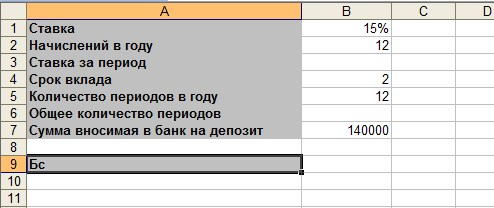 A B C D
1 Ставка 15%
2 Начислений в году 12
3 Ставка за период
4 Срок вклада 2
5 Количество периодов в году 12
6 Общее количество периодов
7 Сумма вносимая в банк на депозит 140000
8
9 Бс
10
11